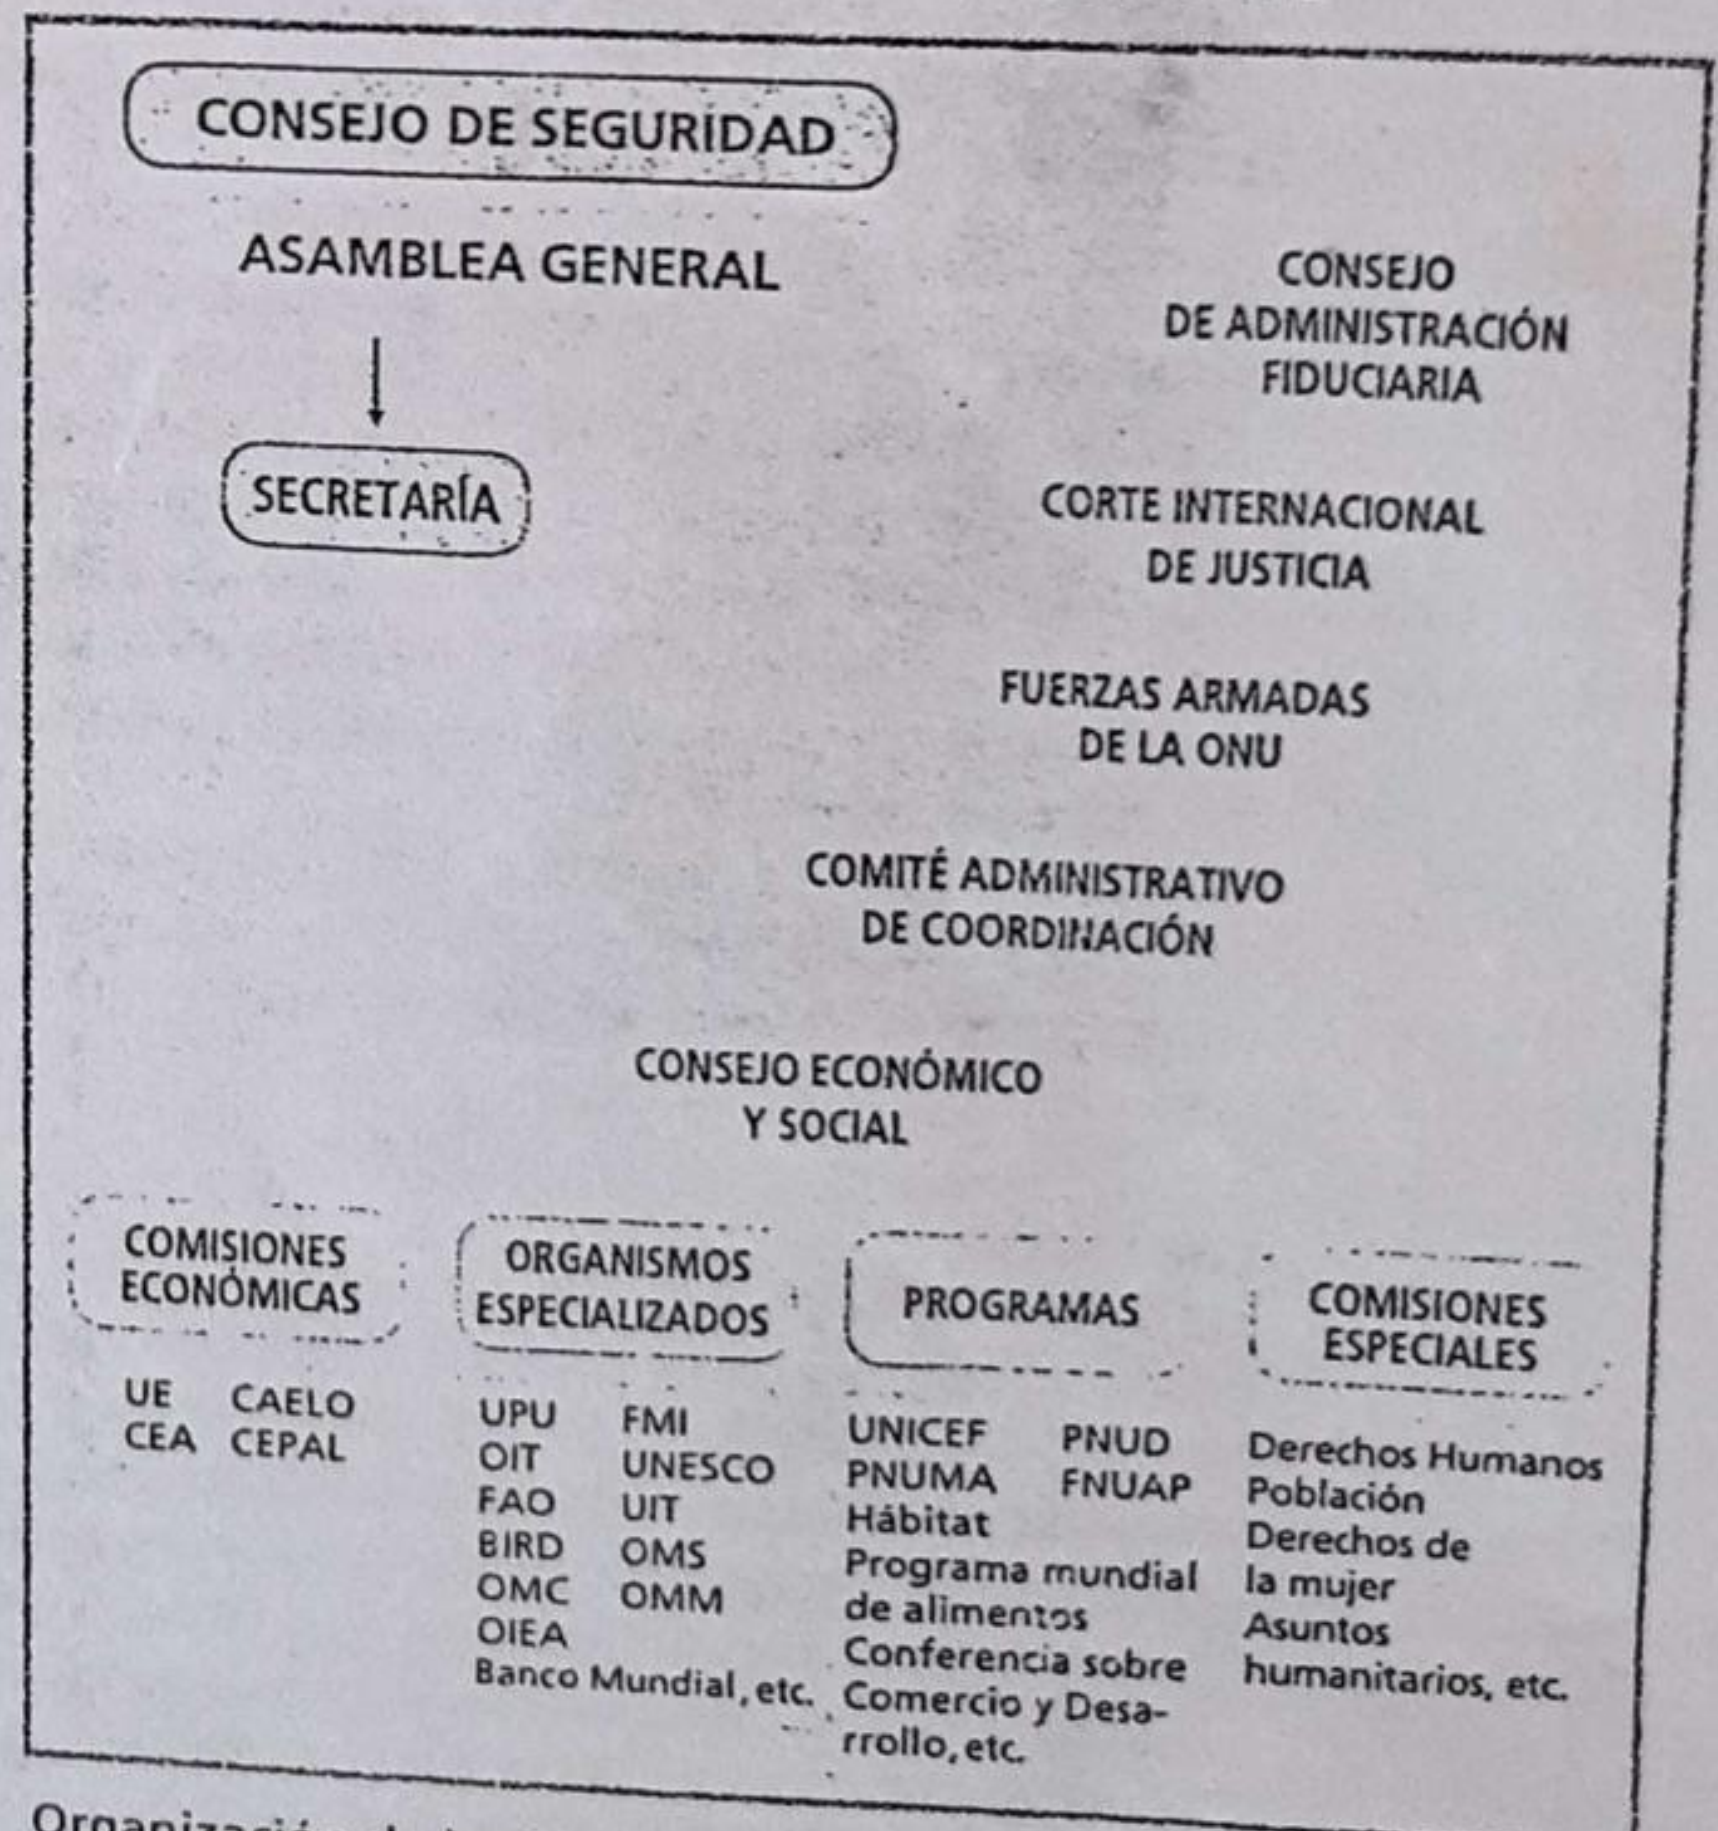 CONSEJO DE SEGURIDAD
ASAMBLEA GENERAL
SECRETARÍA
CONSEJO
DE ADMINISTRACIÓN
FIDUCIARIA
CORTE INTERNACIONAL
DE JUSTICIA
FUERZAS ARMADAS
DE LA ONU
COMITÉ ADMINISTRATIVO
DE COORDINACIÓN
CONSEJO ECONÓMICO
Y SOCIAL
COMISIONES
ECONÓMICAS
UE CAELO
CEA CEPAL
ORGANISMOS
ESPECIALIZADOS
UPU FMI
OIT UNESCO
FAO UIT
BIRD OMS
OMC OMM
OIEA
Banco Mundial, etc.
PROGRAMAS
UNICEF PNUD
PNUMA FNUAP
Hábitat
Programa mundial
de alimentos
Conferencia sobre
Comercio y Desa-
rrollo, etc.
COMISIONES
ESPECIALES
Derechos Humanos
Población
Derechos de
la mujer
Asuntos
humanitarios, etc.
Organización